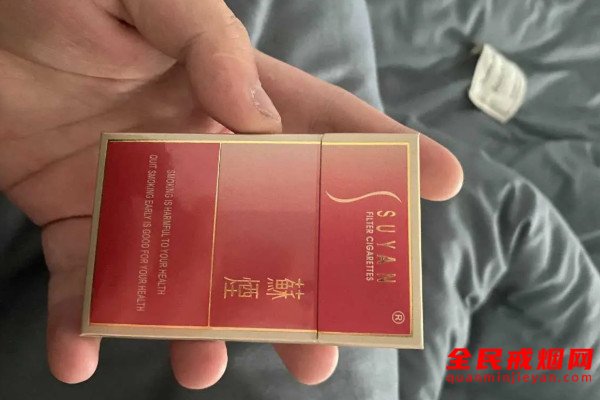 SUYAN
FILTER CIGARETTES
®
蘇煙
SMOKING IS HARMFUL TO YOUR HEALTH
QUIT SMOKING EARLY IS GOOD FOR YOUR HEALTH
全民戒烟网
quanminjieyan.com